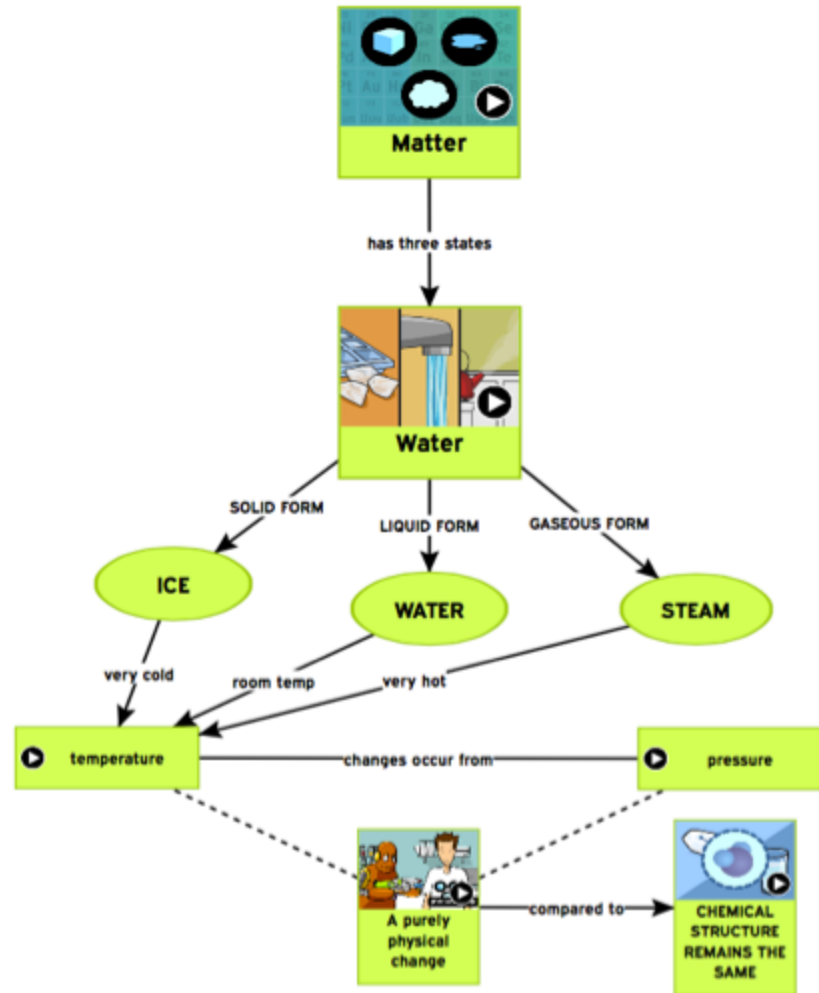 Matter
has three states
Water
SOLID FORM
LIQUID FORM
GASEOUS FORM
ICE
WATER
STEAM
very cold
room temp
very hot
temperature
changes occur from
pressure
A purely
physical
change
compared to
CHEMICAL
STRUCTURE
REMAINS THE
SAME